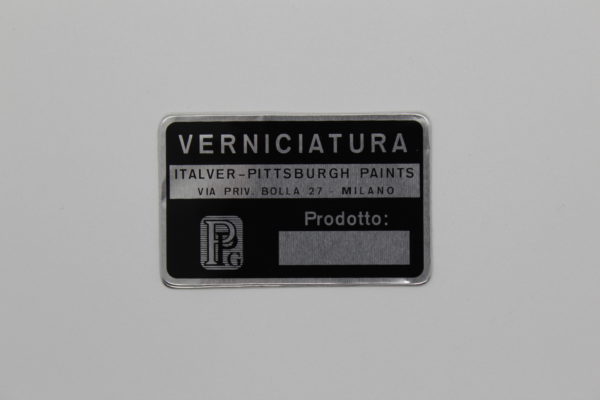 VERNICIATURA
ITALVER-PITTSBURGH PAINTS
VIA PRIV. BOLLA 27 - MILANO
Prodotto:
PPG